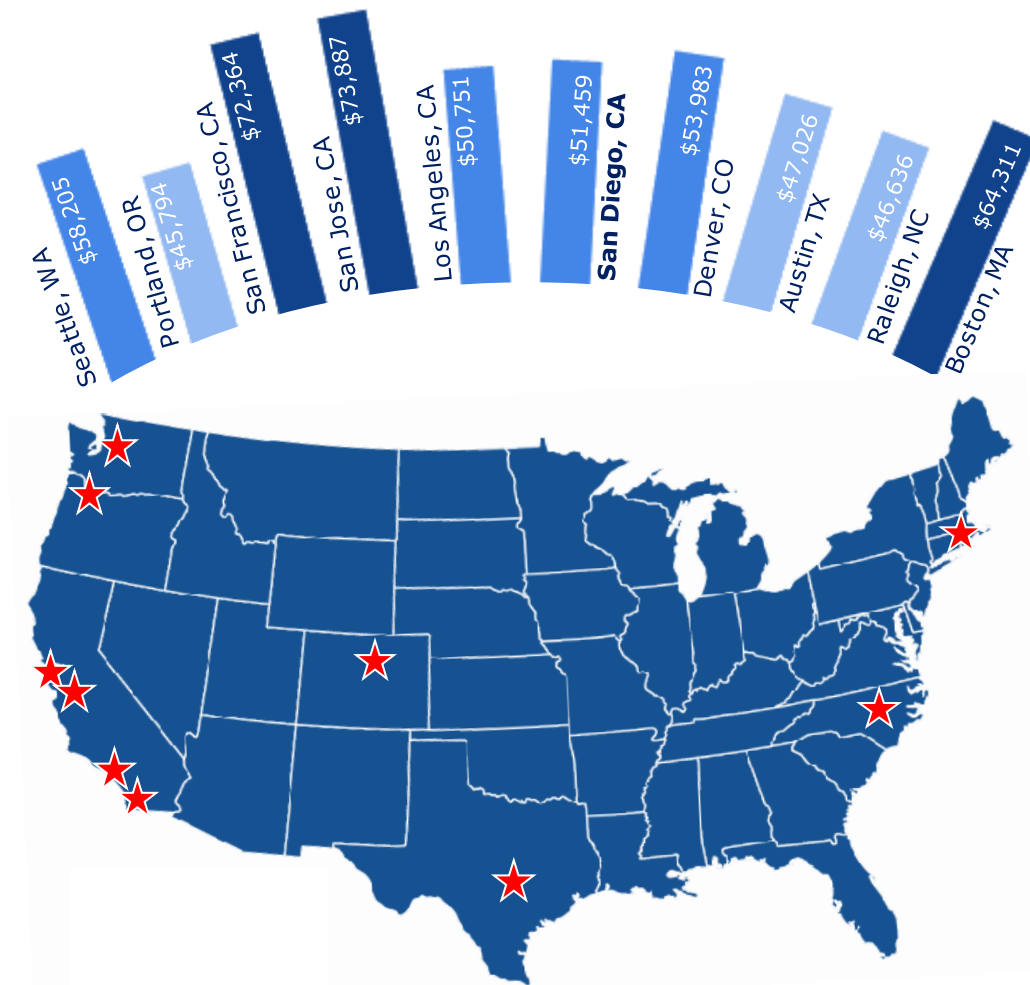 Seattle, WA
$58,205
Portland, OR
$45,794
San Francisco, CA
$72,364
San Jose, CA
$73,887
Los Angeles, CA
$50,751
$51,459
San Diego, CA
$53,983
Denver, CO
$47,026
Austin, TX
$46,636
Raleigh, NC
$64,311
Boston, MA